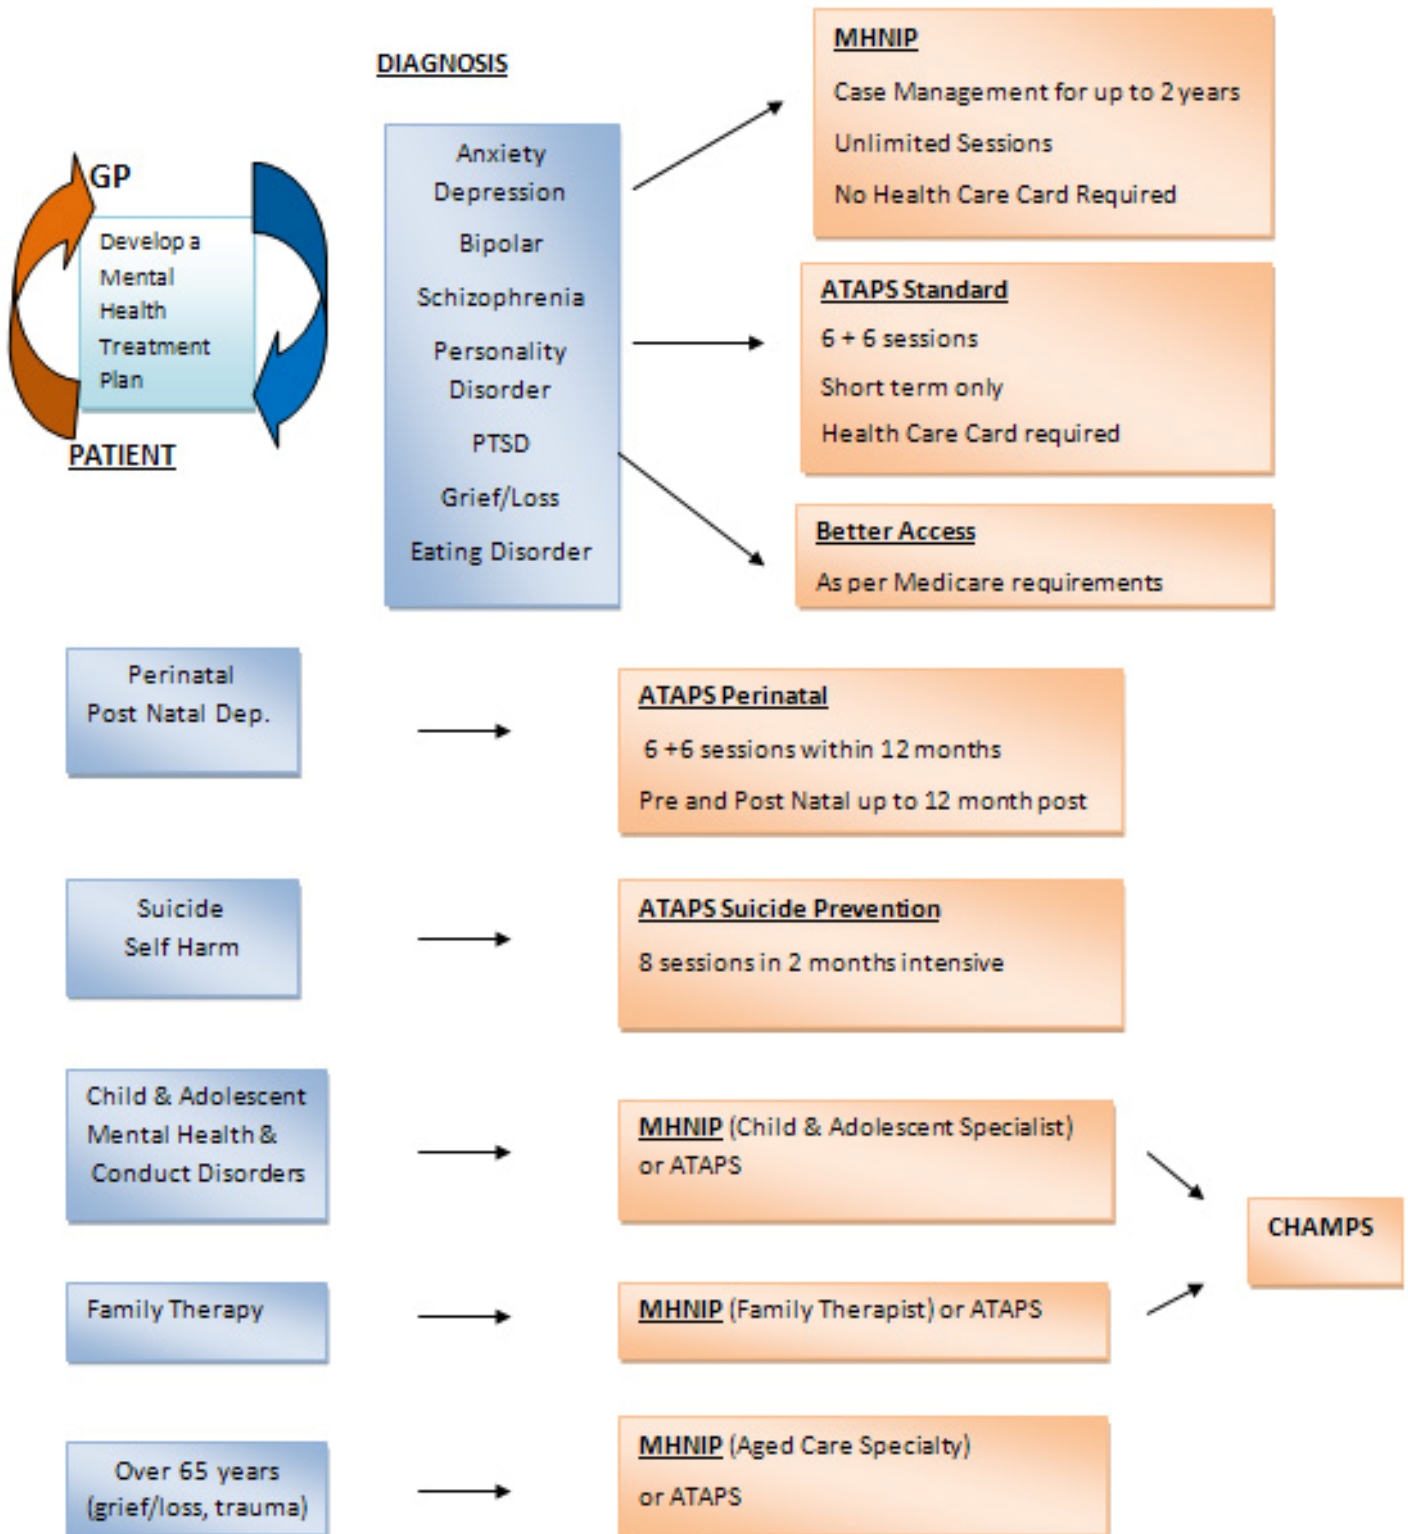 DIAGNOSIS
GP
Develop a
Mental
Health
Treatment
Plan
PATIENT
Anxiety
Depression
Bipolar
Schizophrenia
Personality
Disorder
PTSD
Grief/Loss
Eating Disorder
MHNIP
Case Management for up to 2 years
Unlimited Sessions
No Health Care Card Required
ATAPS Standard
6 + 6 sessions
Short term only
Health Care Card required
Better Access
As per Medicare requirements
Perinatal
Post Natal Dep.
ATAPS Perinatal
6 +6 sessions within 12 months
Pre and Post Natal up to 12 month post
Suicide
Self Harm
ATAPS Suicide Prevention
8 sessions in 2 months intensive
Child & Adolescent
Mental Health &
Conduct Disorders
MHNIP (Child & Adolescent Specialist)
or ATAPS
CHAMPS
Family Therapy
MHNIP (Family Therapist) or ATAPS
Over 65 years
(grief/loss, trauma)
MHNIP (Aged Care Specialty)
or ATAPS